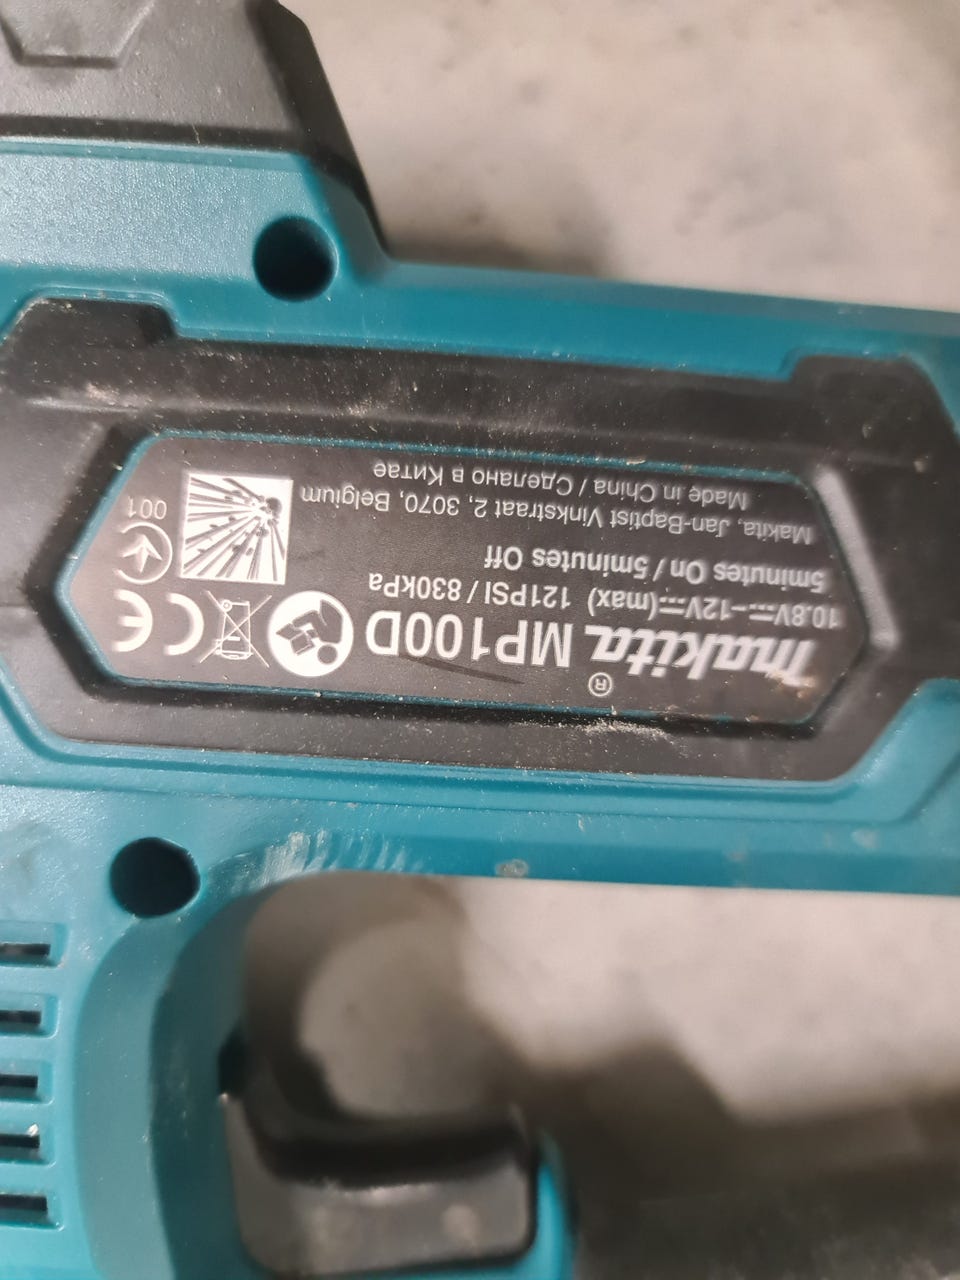 makita® MP100D CE
10.8V⎓–12V⎓(max) 121PSI / 830kPa
5minutes On / 5minutes Off
Makita, Jan-Baptist Vinkstraat 2, 3070, Belgium
Made in China / Сделано в Китае
001